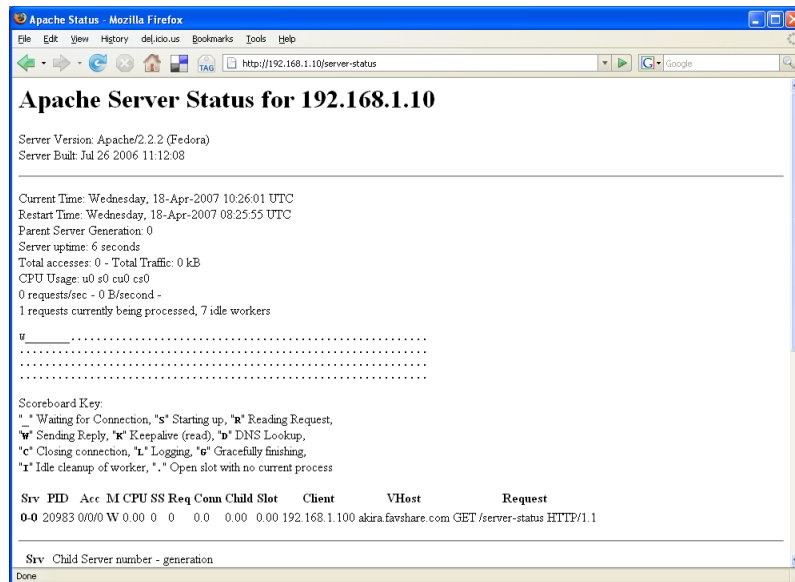 Apache Status - Mozilla Firefox
File Edit View History del.icio.us Bookmarks Tools Help
TAG http://192.168.1.10/server-status G Google
Apache Server Status for 192.168.1.10
Server Version: Apache/2.2.2 (Fedora)
Server Built: Jul 26 2006 11:12:08
Current Time: Wednesday, 18-Apr-2007 10:26:01 UTC
Restart Time: Wednesday, 18-Apr-2007 08:25:55 UTC
Parent Server Generation: 0
Server uptime: 6 seconds
Total accesses: 0 - Total Traffic: 0 kB
CPU Usage: u0 s0 cu0 cs0
0 requests/sec - 0 B/second -
1 requests currently being processed, 7 idle workers
W_______........................................................
................................................................
................................................................
................................................................
Scoreboard Key:
"_" Waiting for Connection, "S" Starting up, "R" Reading Request,
"W" Sending Reply, "K" Keepalive (read), "D" DNS Lookup,
"C" Closing connection, "L" Logging, "G" Gracefully finishing,
"I" Idle cleanup of worker, "." Open slot with no current process
Srv PID Acc M CPU SS Req Conn Child Slot Client VHost Request
0-0 20983 0/0/0 W 0.00 0 0 0.0 0.00 0.00 192.168.1.100 akira.favshare.com GET /server-status HTTP/1.1
Srv Child Server number - generation
Done